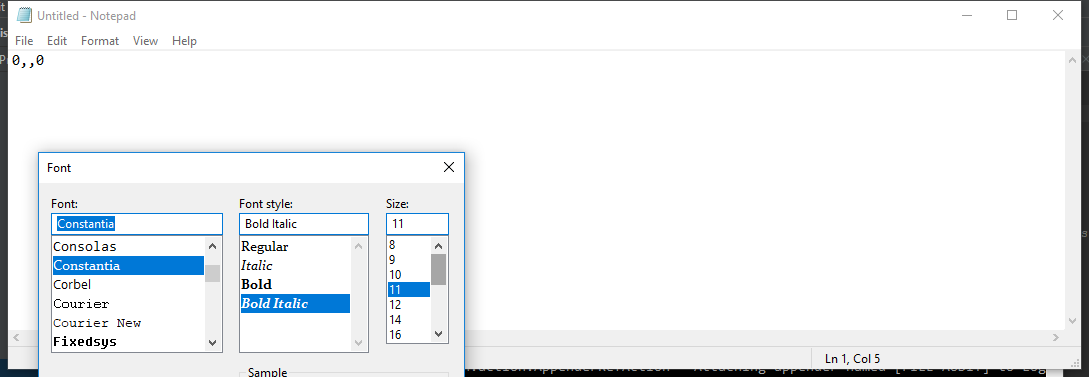 Untitled - Notepad
File Edit Format View Help
0,,0
Font
Font: Font style: Size:
Constantia Bold Italic 11
Consolas Regular 8
Constantia Italic 9
Corbel Bold 10
Courier Bold Italic 11
Courier New 12
Fixedsys 14
16
Sample
Ln 1, Col 5